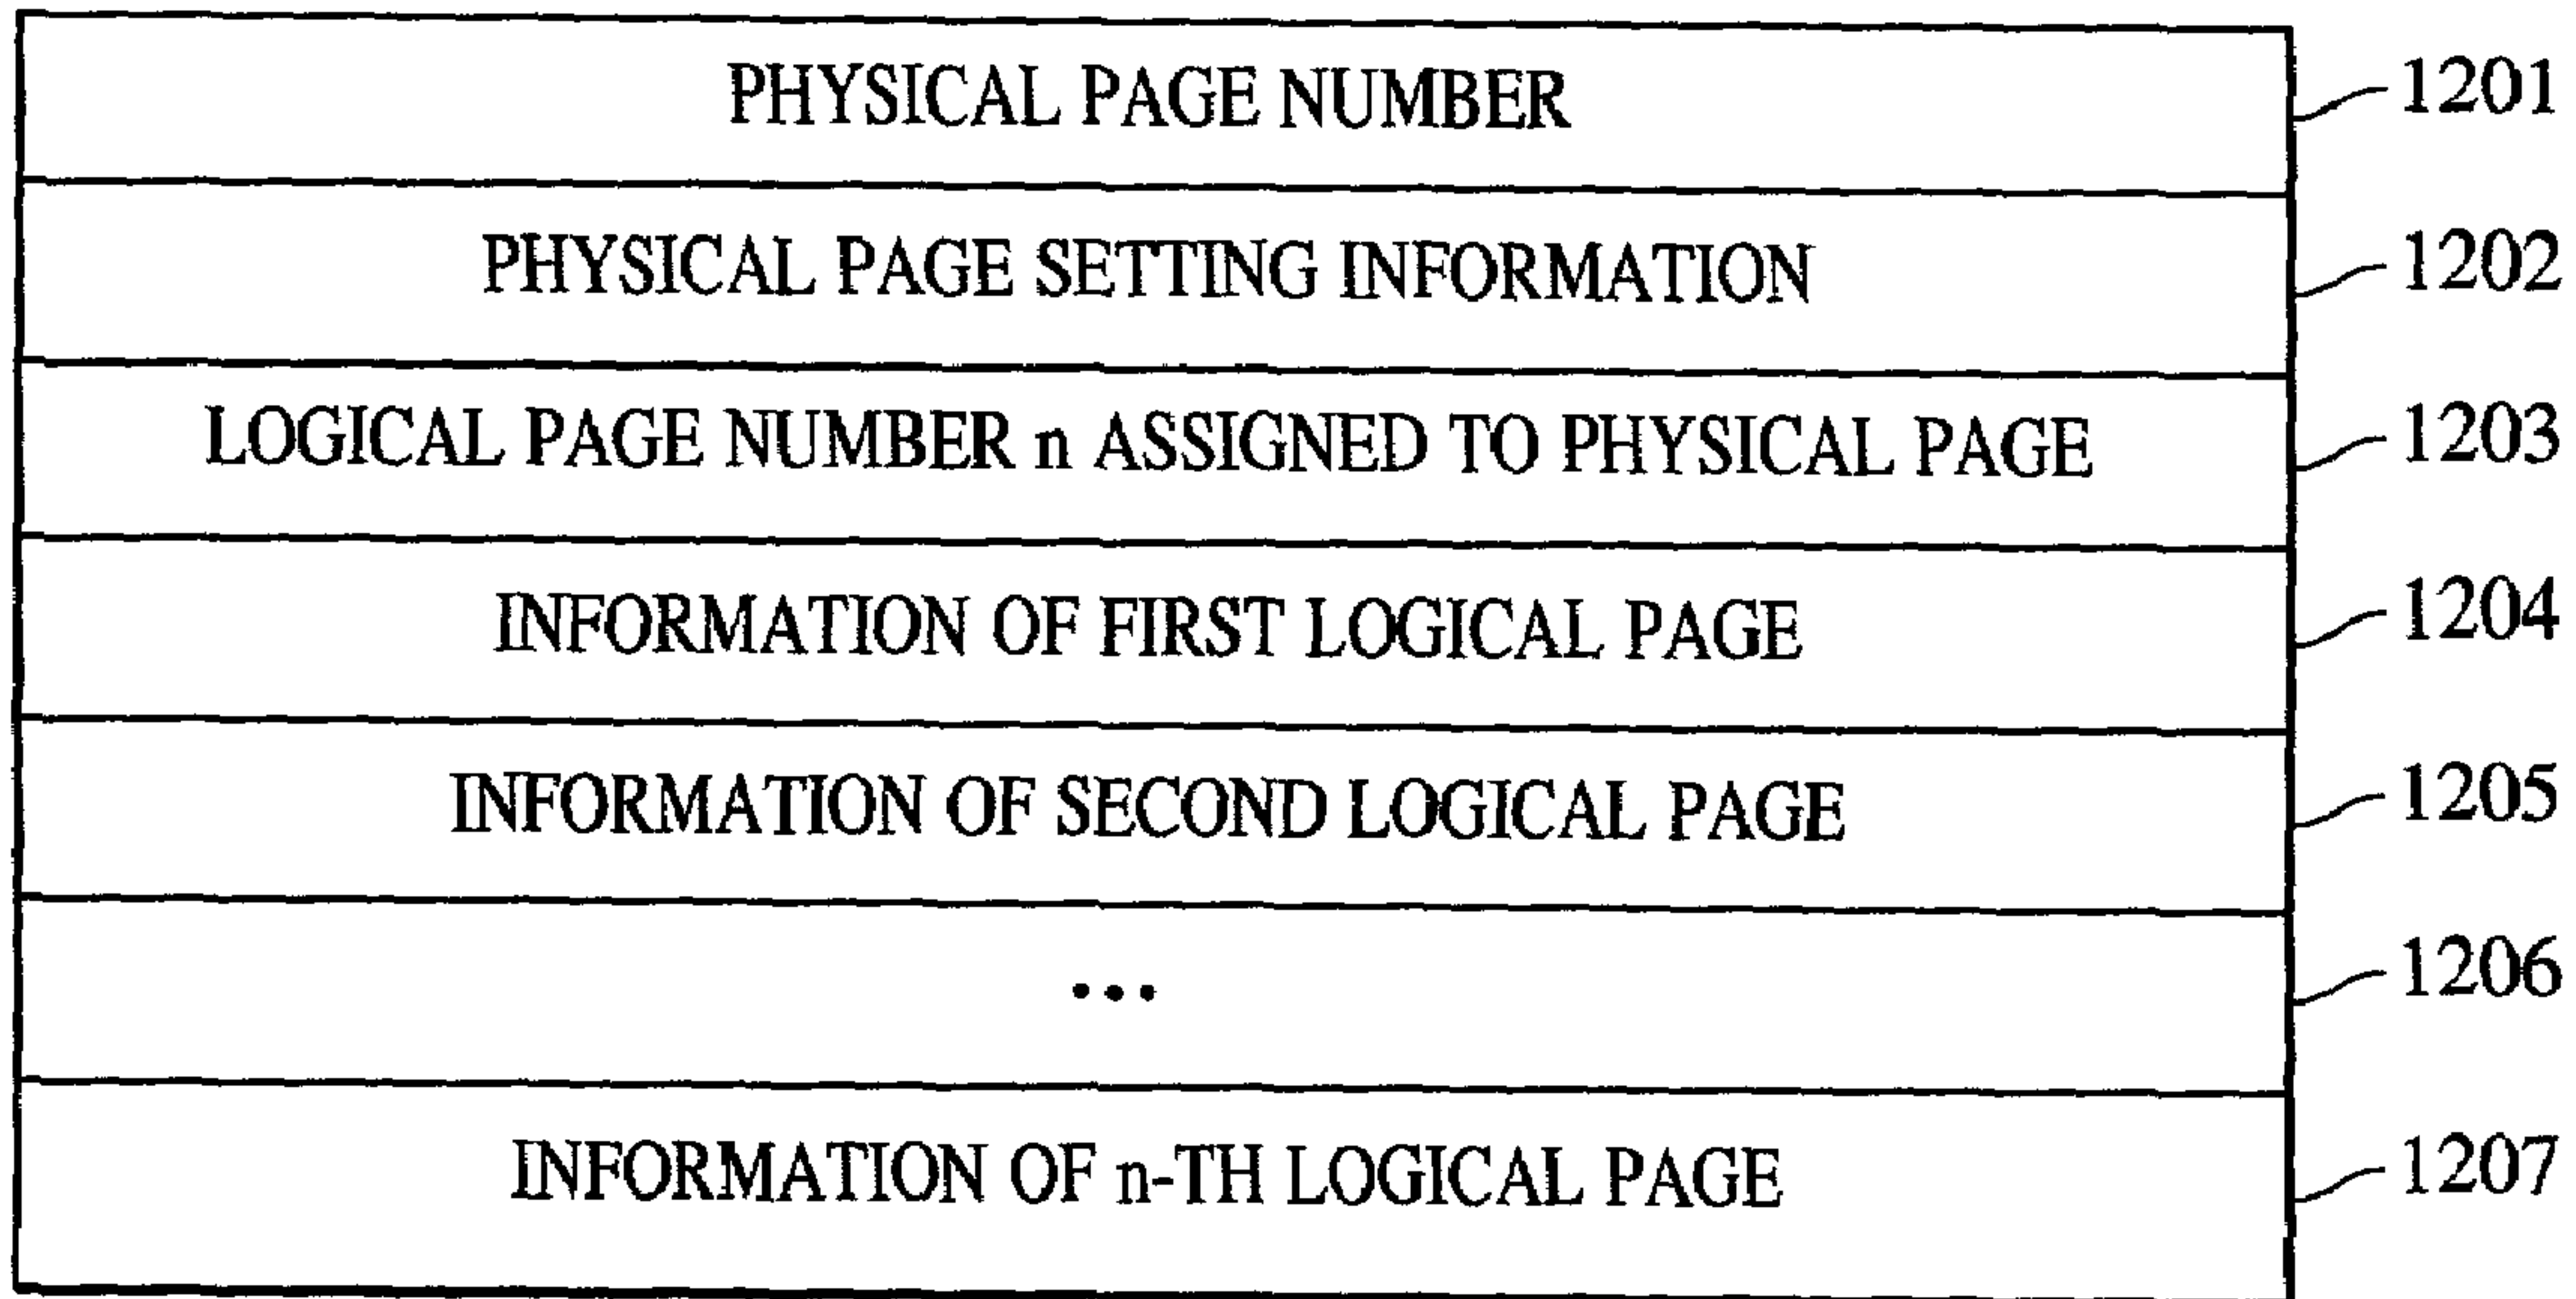 PHYSICAL PAGE NUMBER 1201
PHYSICAL PAGE SETTING INFORMATION 1202
LOGICAL PAGE NUMBER n ASSIGNED TO PHYSICAL PAGE 1203
INFORMATION OF FIRST LOGICAL PAGE 1204
INFORMATION OF SECOND LOGICAL PAGE 1205
... 1206
INFORMATION OF n-TH LOGICAL PAGE 1207